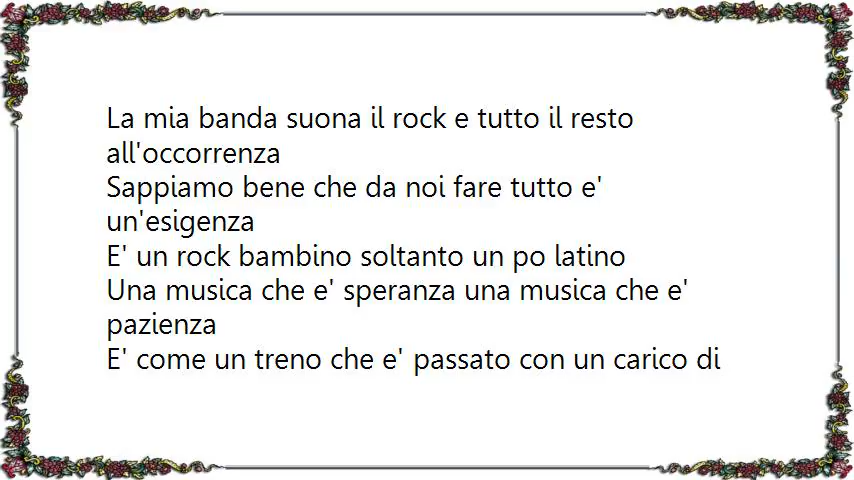 La mia banda suona il rock e tutto il resto
all'occorrenza
Sappiamo bene che da noi fare tutto e'
un'esigenza
E' un rock bambino soltanto un po latino
Una musica che e' speranza una musica che e'
pazienza
E' come un treno che e' passato con un carico di